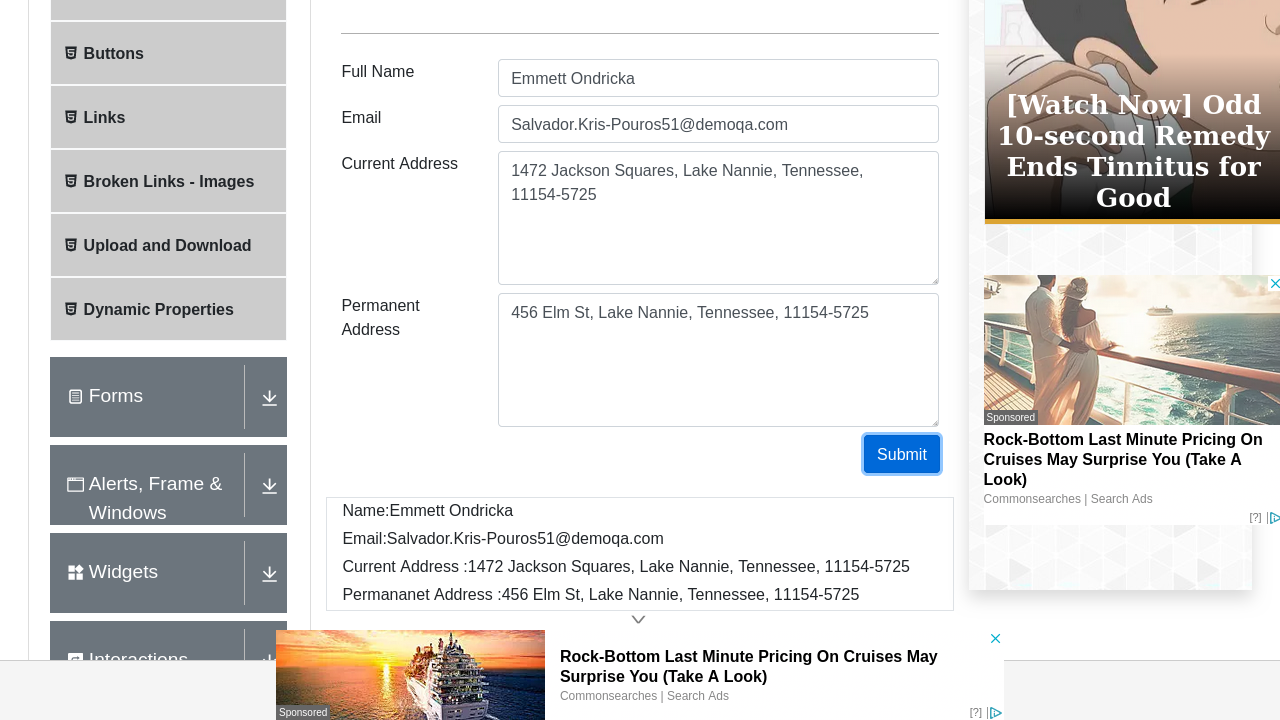 Buttons
Links
Broken Links - Images
Upload and Download
Dynamic Properties
Forms
Alerts, Frame &
Windows
Widgets
Interactions
Full Name
Emmett Ondricka
Email
Salvador.Kris-Pouros51@demoqa.com
Current Address
1472 Jackson Squares, Lake Nannie, Tennessee,
11154-5725
Permanent
Address
456 Elm St, Lake Nannie, Tennessee, 11154-5725
Submit
Name:Emmett Ondricka
Email:Salvador.Kris-Pouros51@demoqa.com
Current Address :1472 Jackson Squares, Lake Nannie, Tennessee, 11154-5725
Permananet Address :456 Elm St, Lake Nannie, Tennessee, 11154-5725
[Watch Now] Odd
10-second Remedy
Ends Tinnitus for
Good
Sponsored
Rock-Bottom Last Minute Pricing On
Cruises May Surprise You (Take A
Look)
Commonsearches | Search Ads
[?]
Sponsored
Rock-Bottom Last Minute Pricing On Cruises May
Surprise You (Take A Look)
Commonsearches | Search Ads
[?]